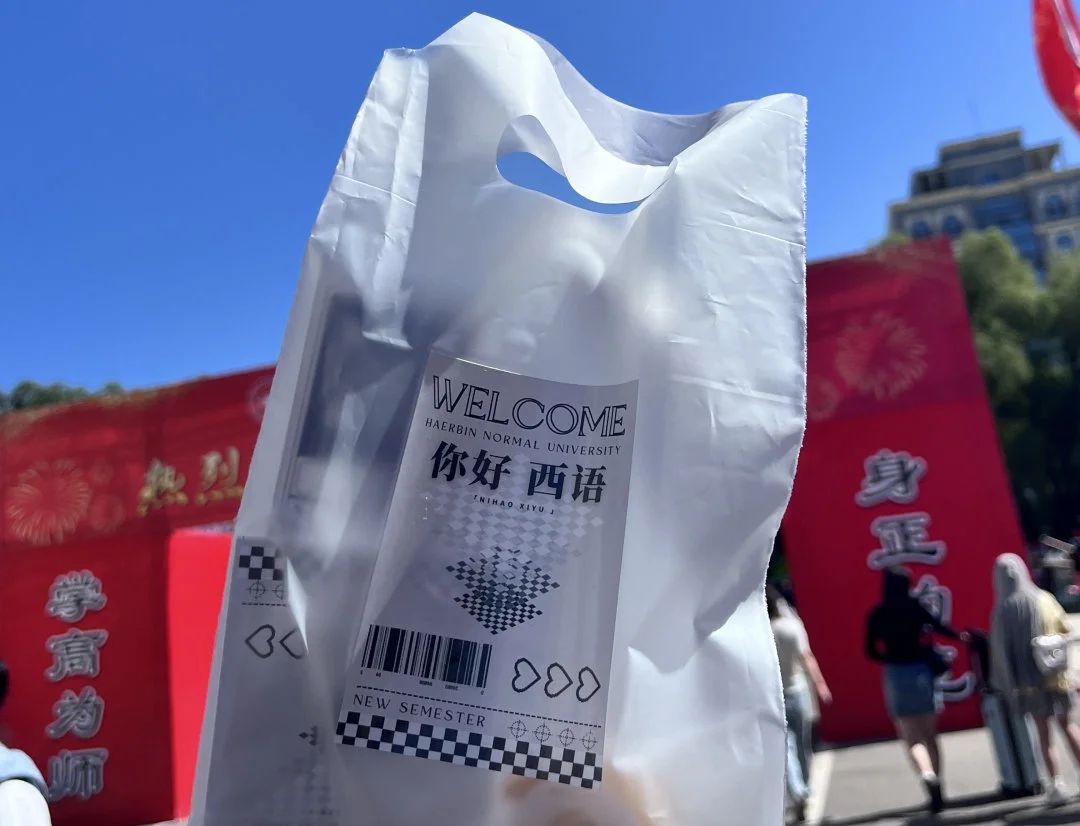 WELCOME
HAERBIN NORMAL UNIVERSITY
你好 西语
「NIHAO XIYU」
NEW SEMESTER
热烈
学高为师
身正为